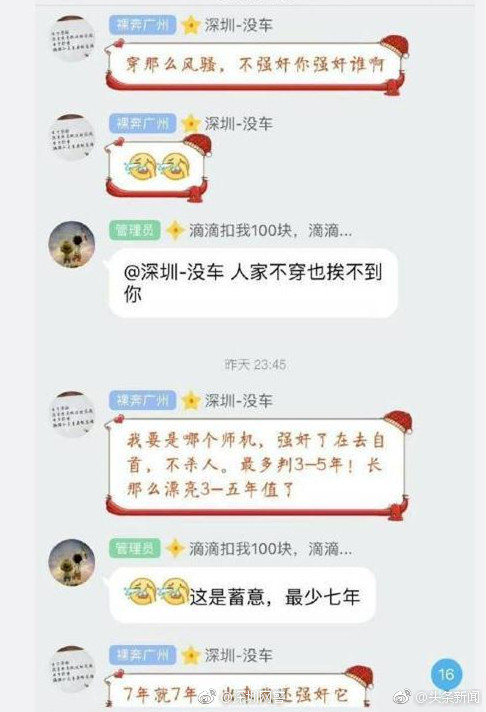 裸奔广州 深圳-没车
穿那么风骚，不强奸你强奸谁啊
裸奔广州 深圳-没车
管理员 滴滴扣我100块，滴滴...
@深圳-没车 人家不穿也挨不到
你
昨天 23:45
裸奔广州 深圳-没车
我要是哪个师机，强奸了在去自
首，不杀人。最多判3-5年！长
那么漂亮3-五年值了
管理员 滴滴扣我100块，滴滴...
这是蓄意，最少七年
裸奔广州 深圳-没车
16
7年就7年 还强奸它
@头条新闻